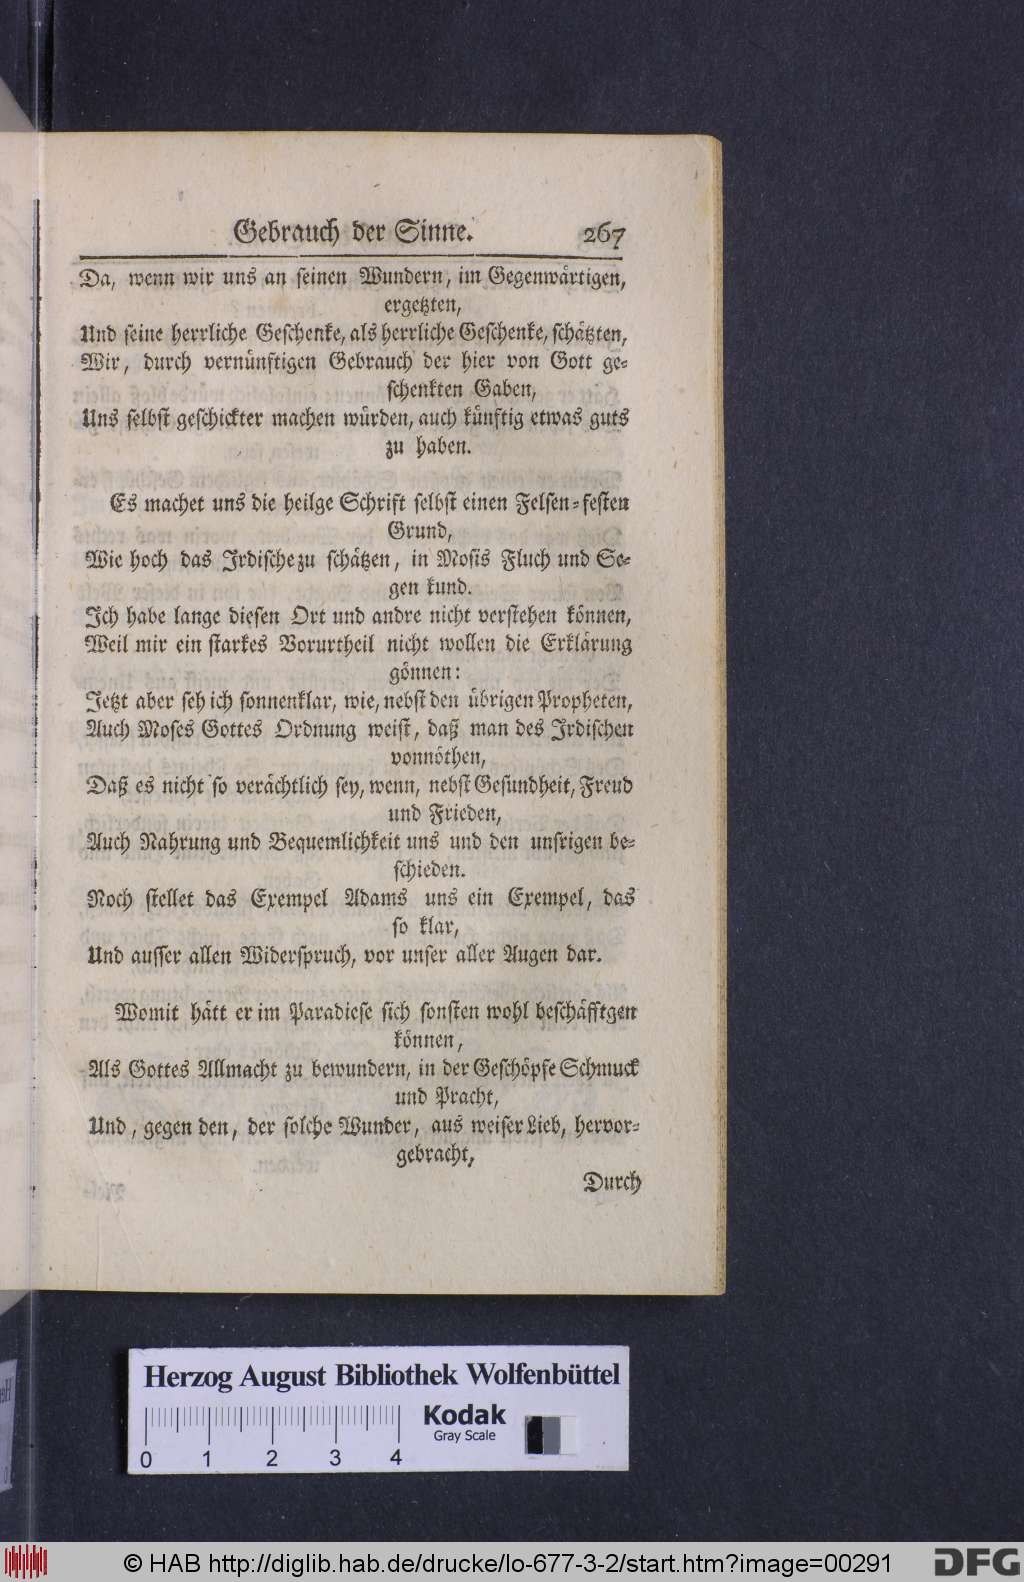 Gebrauch der Sinne. 267
Da, wenn wir uns an seinen Wundern, im Gegenwärtigen,
ergetzten,
Und seine herrliche Geschenke, als herrliche Geschenke, schätzten,
Wir, durch vernünftigen Gebrauch der hier von Gott ge-
schenkten Gaben,
Uns selbst geschickter machen würden, auch künftig etwas guts
zu haben.
Es machet uns die heilge Schrift selbst einen Felsen-festen
Grund,
Wie hoch das Irdische zu schätzen, in Mosis Fluch und Se-
gen kund.
Ich habe lange diesen Ort und andre nicht verstehen können,
Weil mir ein starkes Vorurtheil nicht wollen die Erklärung
gönnen:
Jetzt aber seh ich sonnenklar, wie, nebst den übrigen Propheten,
Auch Moses Gottes Ordnung weist, daß man des Irdischen
vonnöthen,
Daß es nicht so verächtlich sey, wenn, nebst Gesundheit, Freud
und Frieden,
Auch Nahrung und Bequemlichkeit uns und den unsrigen be-
schieden.
Noch stellet das Exempel Adams uns ein Exempel, das
so klar,
Und ausser allen Widerspruch, vor unser aller Augen dar.
Womit hätt er im Paradiese sich sonsten wohl beschäfftgen
können,
Als Gottes Allmacht zu bewundern, in der Geschöpfe Schmuck
und Pracht,
Und, gegen den, der solche Wunder, aus weiser Lieb, hervor-
gebracht,
Durch
Herzog August Bibliothek Wolfenbüttel
Kodak
Gray Scale
0 1 2 3 4
© HAB http://diglib.hab.de/drucke/lo-677-3-2/start.htm?image=00291
DFG